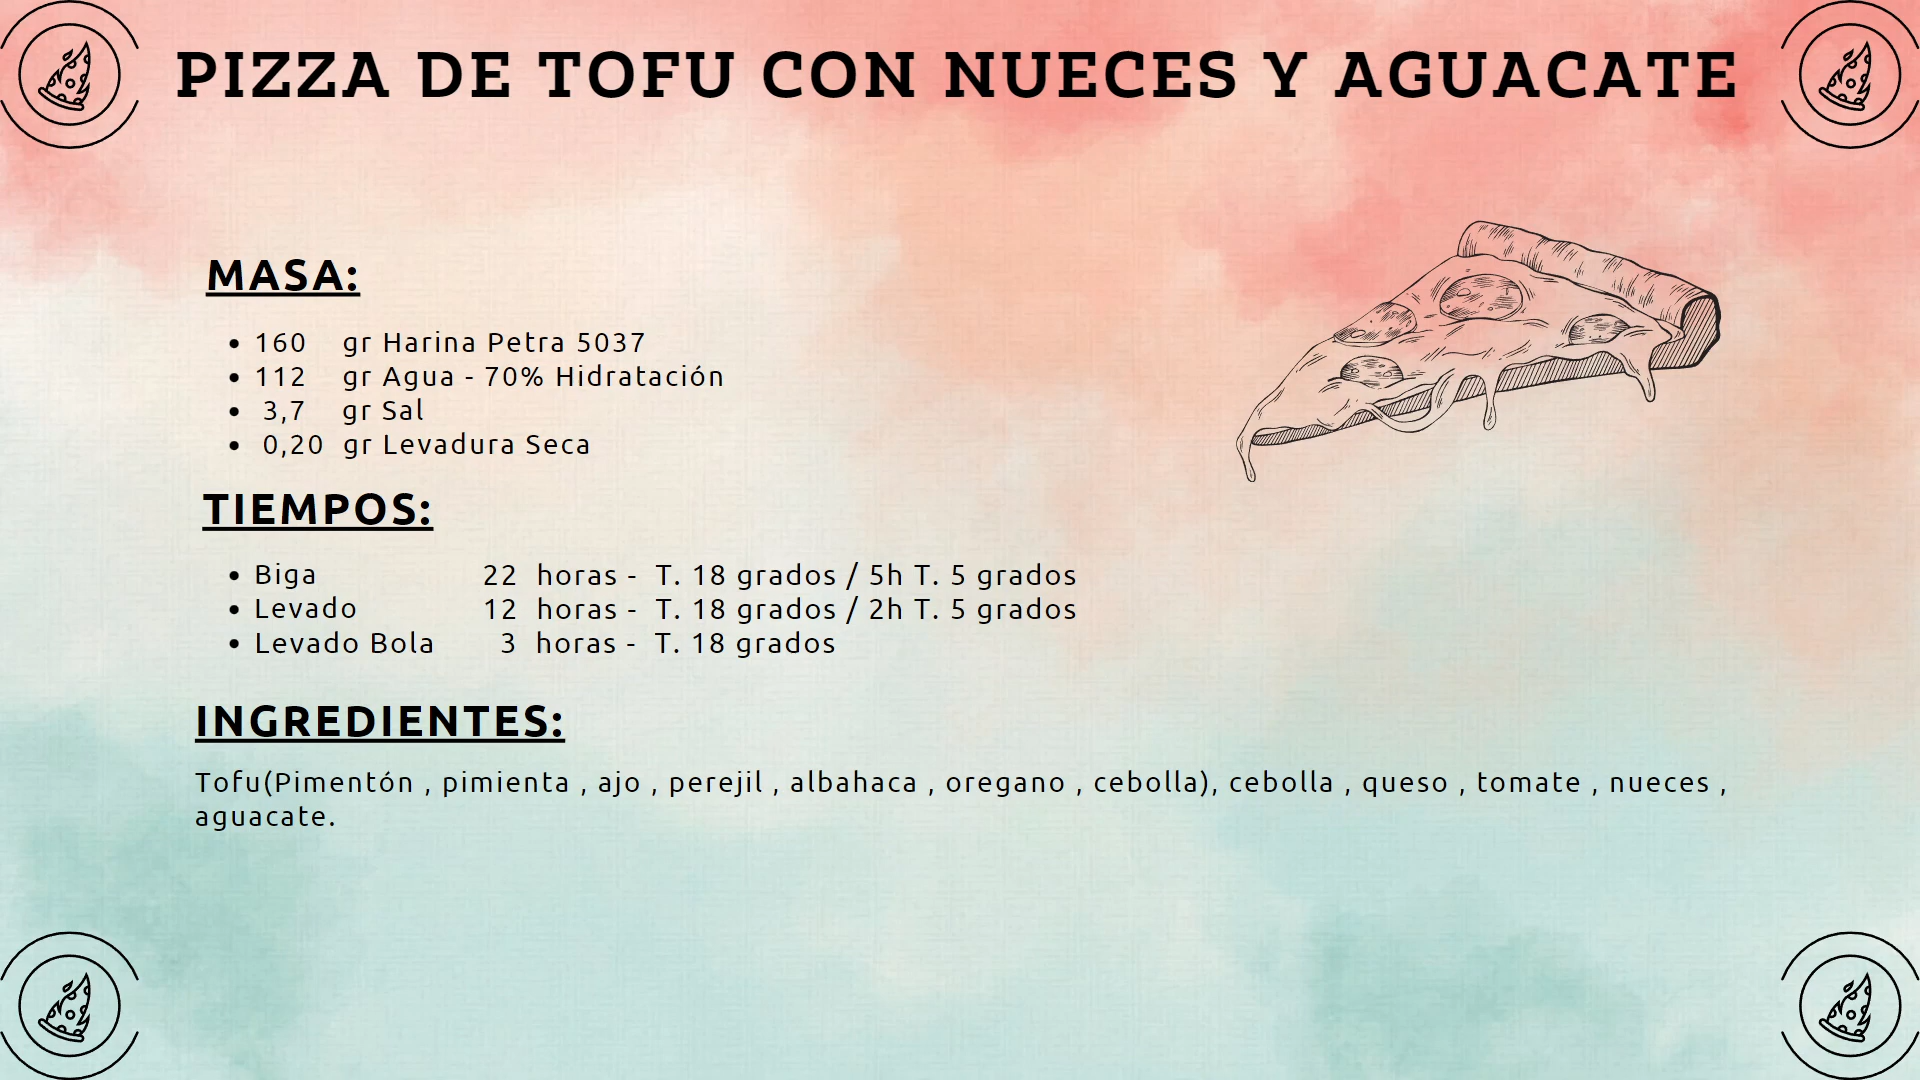 PIZZA DE TOFU CON NUECES Y AGUACATE
MASA:
• 160 gr Harina Petra 5037
• 112 gr Agua - 70% Hidratación
• 3,7 gr Sal
• 0,20 gr Levadura Seca
TIEMPOS:
• Biga 22 horas - T. 18 grados / 5h T. 5 grados
• Levado 12 horas - T. 18 grados / 2h T. 5 grados
• Levado Bola 3 horas - T. 18 grados
INGREDIENTES:
Tofu(Pimentón , pimienta , ajo , perejil , albahaca , oregano , cebolla), cebolla , queso , tomate , nueces ,
aguacate.